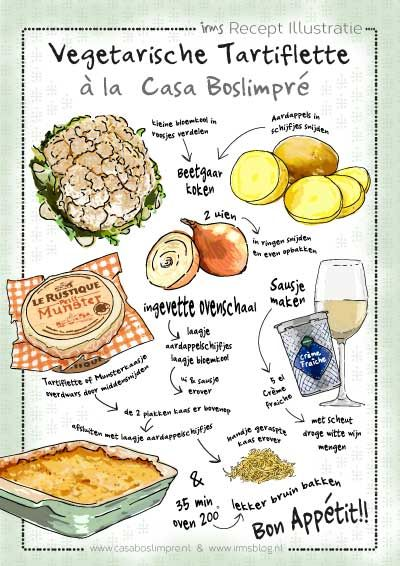 irms Recept Illustratie
Vegetarische Tartiflette
à la Casa Boslimpré
kleine bloemkool in
roosjes verdelen
Aardappels in
schijfjes snijden
Beetgaar
koken
2 uien
in ringen snijden
en even opbakken
LE RUSTIQUE
Petit
Munster
Tartiflette of Munsterkaasje
overdwars door middensnijden
ingevette ovenschaal
laagje
aardappelschijfjes
laagje bloemkool
ui & sausje
erover
de 2 plakken kaas er bovenop
afsluiten met laagje aardappelschijfjes
Sausje
maken
Crème
Fraîche
5 el
Crème
fraiche
met scheut
droge witte wijn
mengen
handje geraspte
kaas erover
&
35 min
oven 200°
lekker bruin bakken
Bon Appétit!!
www.casaboslimpre.nl & www.irmsblog.nl